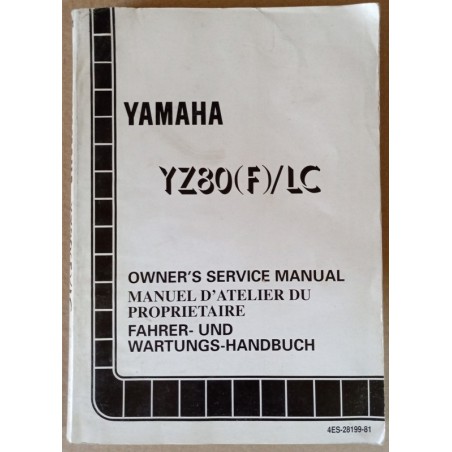 YAMAHA
YZ80(F)/LC
OWNER'S SERVICE MANUAL
MANUEL D'ATELIER DU
PROPRIETAIRE
FAHRER- UND
WARTUNGS-HANDBUCH
4ES-28199-81